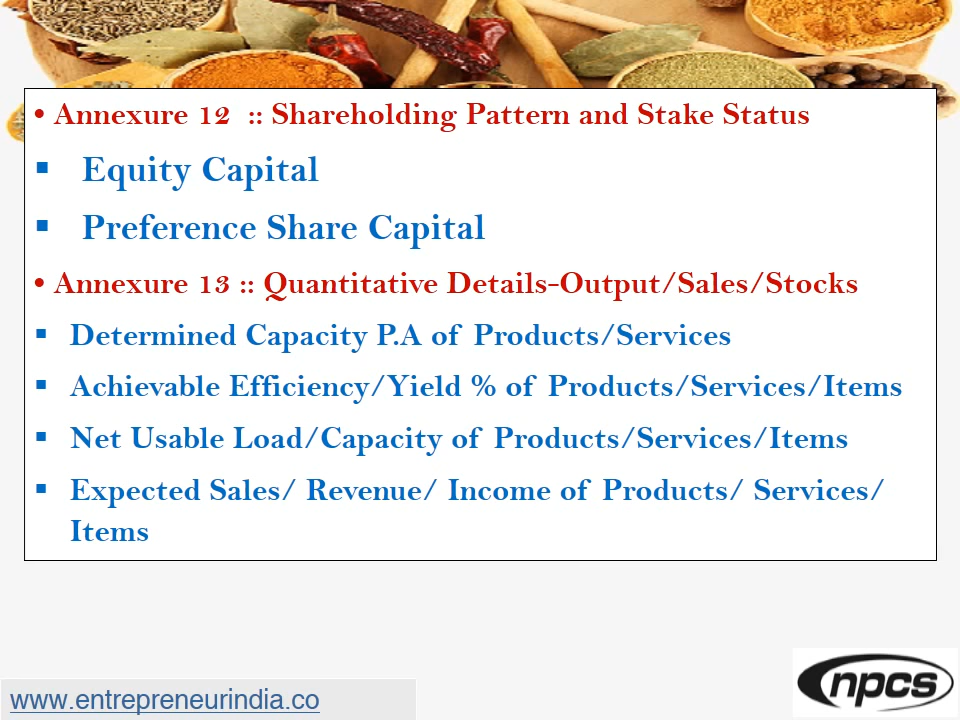 • Annexure 12 :: Shareholding Pattern and Stake Status
▪ Equity Capital
▪ Preference Share Capital
• Annexure 13 :: Quantitative Details-Output/Sales/Stocks
▪ Determined Capacity P.A of Products/Services
▪ Achievable Efficiency/Yield % of Products/Services/Items
▪ Net Usable Load/Capacity of Products/Services/Items
▪ Expected Sales/ Revenue/ Income of Products/ Services/
Items
www.entrepreneurindia.co
npcs